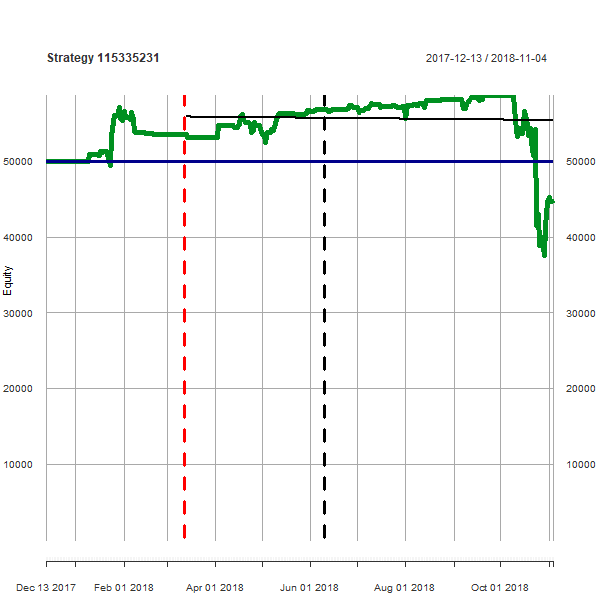 Strategy 115335231
2017-12-13 / 2018-11-04
50000 50000
40000 40000
Equity
30000 30000
20000 20000
10000 10000
Dec 13 2017 Feb 01 2018 Apr 01 2018 Jun 01 2018 Aug 01 2018 Oct 01 2018